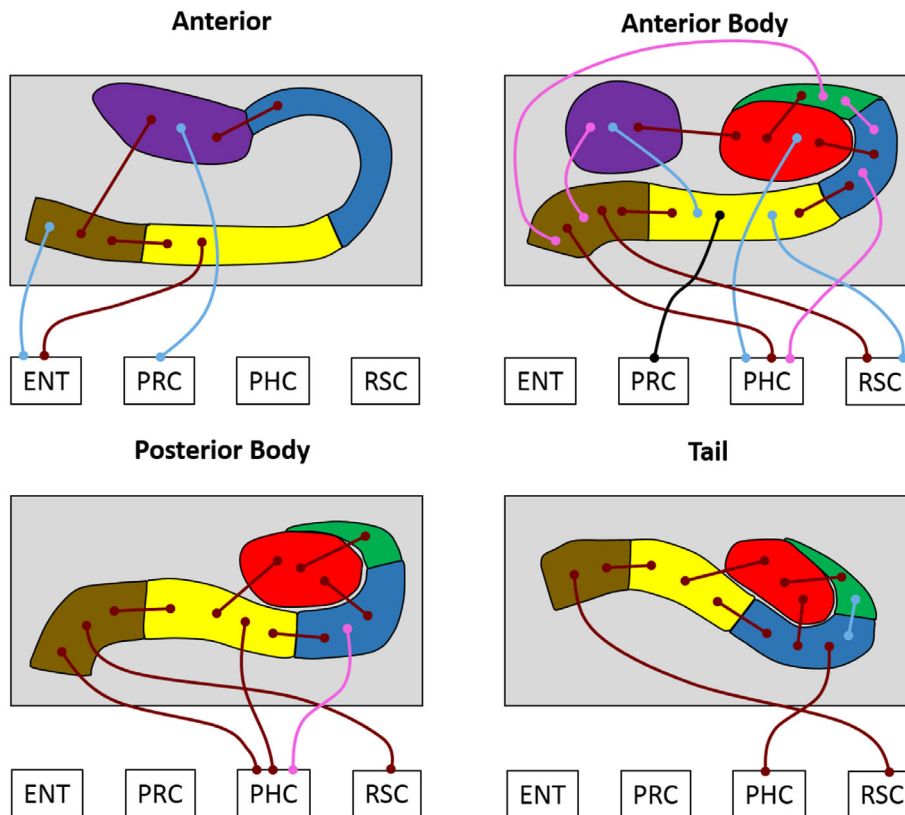 Anterior
Anterior Body
ENT
PRC
PHC
RSC
ENT
PRC
PHC
RSC
Posterior Body
Tail
ENT
PRC
PHC
RSC
ENT
PRC
PHC
RSC